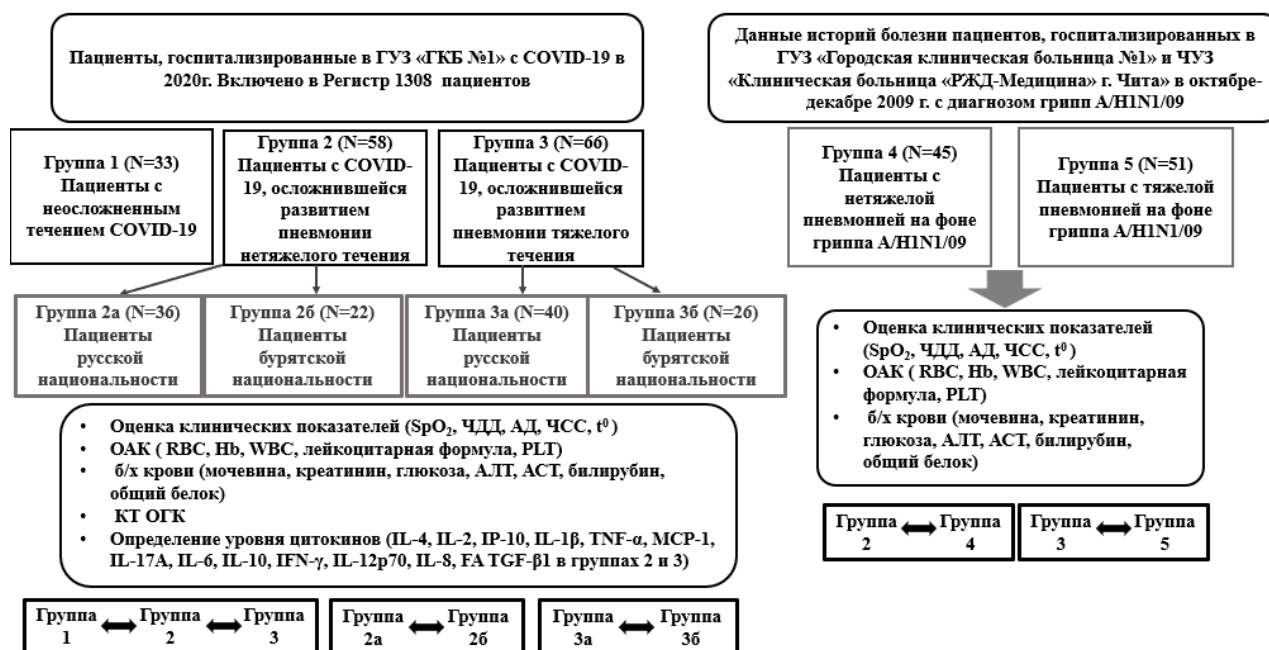 Пациенты, госпитализированные в ГУЗ «ГКБ №1» с COVID-19 в
2020г. Включено в Регистр 1308 пациентов
Данные историй болезни пациентов, госпитализированных в
ГУЗ «Городская клиническая больница №1» и ЧУЗ
«Клиническая больница «РЖД-Медицина» г. Чита» в октябре-
декабре 2009 г. с диагнозом грипп А/H1N1/09
Группа 1 (N=33)
Пациенты с
неосложненным
течением COVID-19
Группа 2 (N=58)
Пациенты с COVID-
19, осложнившейся
развитием
пневмонии
нетяжелого течения
Группа 3 (N=66)
Пациенты с COVID-
19, осложнившейся
развитием
пневмонии тяжелого
течения
Группа 4 (N=45)
Пациенты с
нетяжелой
пневмонией на фоне
гриппа А/H1N1/09
Группа 5 (N=51)
Пациенты с тяжелой
пневмонией на фоне
гриппа А/H1N1/09
Группа 2а (N=36)
Пациенты
русской
национальности
Группа 2б (N=22)
Пациенты
бурятской
национальности
Группа 3а (N=40)
Пациенты
русской
национальности
Группа 3б (N=26)
Пациенты
бурятской
национальности
• Оценка клинических показателей (SpO₂, ЧДД, АД, ЧСС, t⁰ )
• ОАК ( RBC, Hb, WBC, лейкоцитарная формула, PLT)
• б/х крови (мочевина, креатинин, глюкоза, АЛТ, АСТ, билирубин,
общий белок)
• КТ ОГК
• Определение уровня цитокинов (IL-4, IL-2, IP-10, IL-1β, TNF-α, MCP-1,
IL-17A, IL-6, IL-10, IFN-γ, IL-12p70, IL-8, FA TGF-β1 в группах 2 и 3)
• Оценка клинических показателей
(SpO₂, ЧДД, АД, ЧСС, t⁰ )
• ОАК ( RBC, Hb, WBC, лейкоцитарная
формула, PLT)
• б/х крови (мочевина, креатинин,
глюкоза, АЛТ, АСТ, билирубин,
общий белок)
Группа Группа
2 4
Группа Группа
3 5
Группа Группа Группа
1 2 3
Группа Группа
2а 2б
Группа Группа
3а 3б